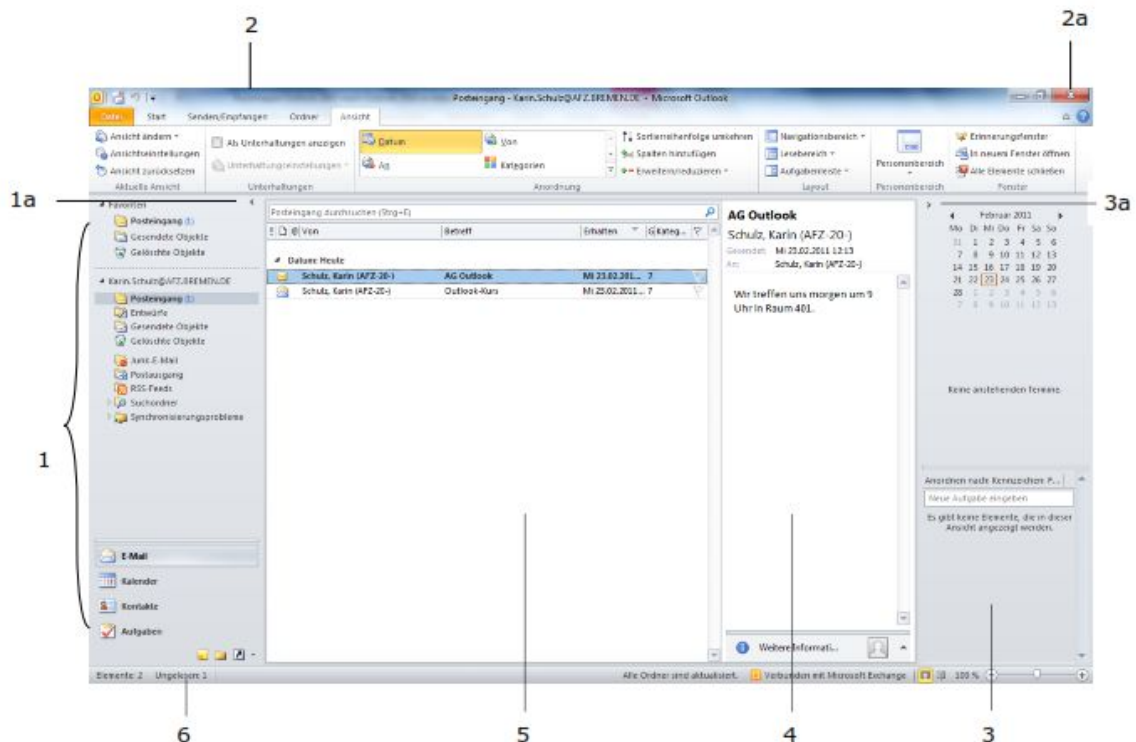 2
2a
Posteingang - Karin.Schulz@AFZ.BREMEN.DE - Microsoft Outlook
Datei Start Senden/Empfangen Ordner Ansicht
Ansicht ändern
Ansichtseinstellungen
Ansicht zurücksetzen
Aktuelle Ansicht
Als Unterhaltungen anzeigen
Unterhaltungseinstellungen
Unterhaltungen
Datum
Von
An
Kategorien
Sortierreihenfolge umkehren
Spalten hinzufügen
Erweitern/reduzieren
Anordnung
Navigationsbereich
Lesebereich
Aufgabenleiste
Layout
Personenbereich
Personenbereich
Erinnerungsfenster
In neuem Fenster öffnen
Alle Elemente schließen
Fenster
1a
3a
Favoriten
Posteingang (1)
Gesendete Objekte
Gelöschte Objekte
Karin.Schulz@AFZ.BREMEN.DE
Posteingang (1)
Entwürfe
Gesendete Objekte
Gelöschte Objekte
Junk-E-Mail
Postausgang
RSS-Feeds
Suchordner
Synchronisierungsprobleme
1
E-Mail
Kalender
Kontakte
Aufgaben
Posteingang durchsuchen (Strg+E)
Von Betreff Erhalten G Kateg...
Datum: Heute
Schulz, Karin (AFZ-20-) AG Outlook Mi 23.02.201... 7
Schulz, Karin (AFZ-20-) Outlook-Kurs Mi 23.02.2011... 7
AG Outlook
Schulz, Karin (AFZ-20-)
Gesendet: Mi 23.02.2011 12:13
An: Schulz, Karin (AFZ-20-)
Wir treffen uns morgen um 9
Uhr in Raum 401.
Weitere Informati...
Februar 2011
Mo Di Mi Do Fr Sa So
31 1 2 3 4 5 6
7 8 9 10 11 12 13
14 15 16 17 18 19 20
21 22 23 24 25 26 27
28 1 2 3 4 5 6
7 8 9 10 11 12 13
Keine anstehenden Termine.
Anordnen nach: Kennzeichen: F...
Neue Aufgabe eingeben
Es gibt keine Elemente, die in dieser
Ansicht angezeigt werden.
Elemente: 2 Ungelesen: 1
Alle Ordner sind aktualisiert. Verbunden mit Microsoft Exchange 100 %
6
5
4
3